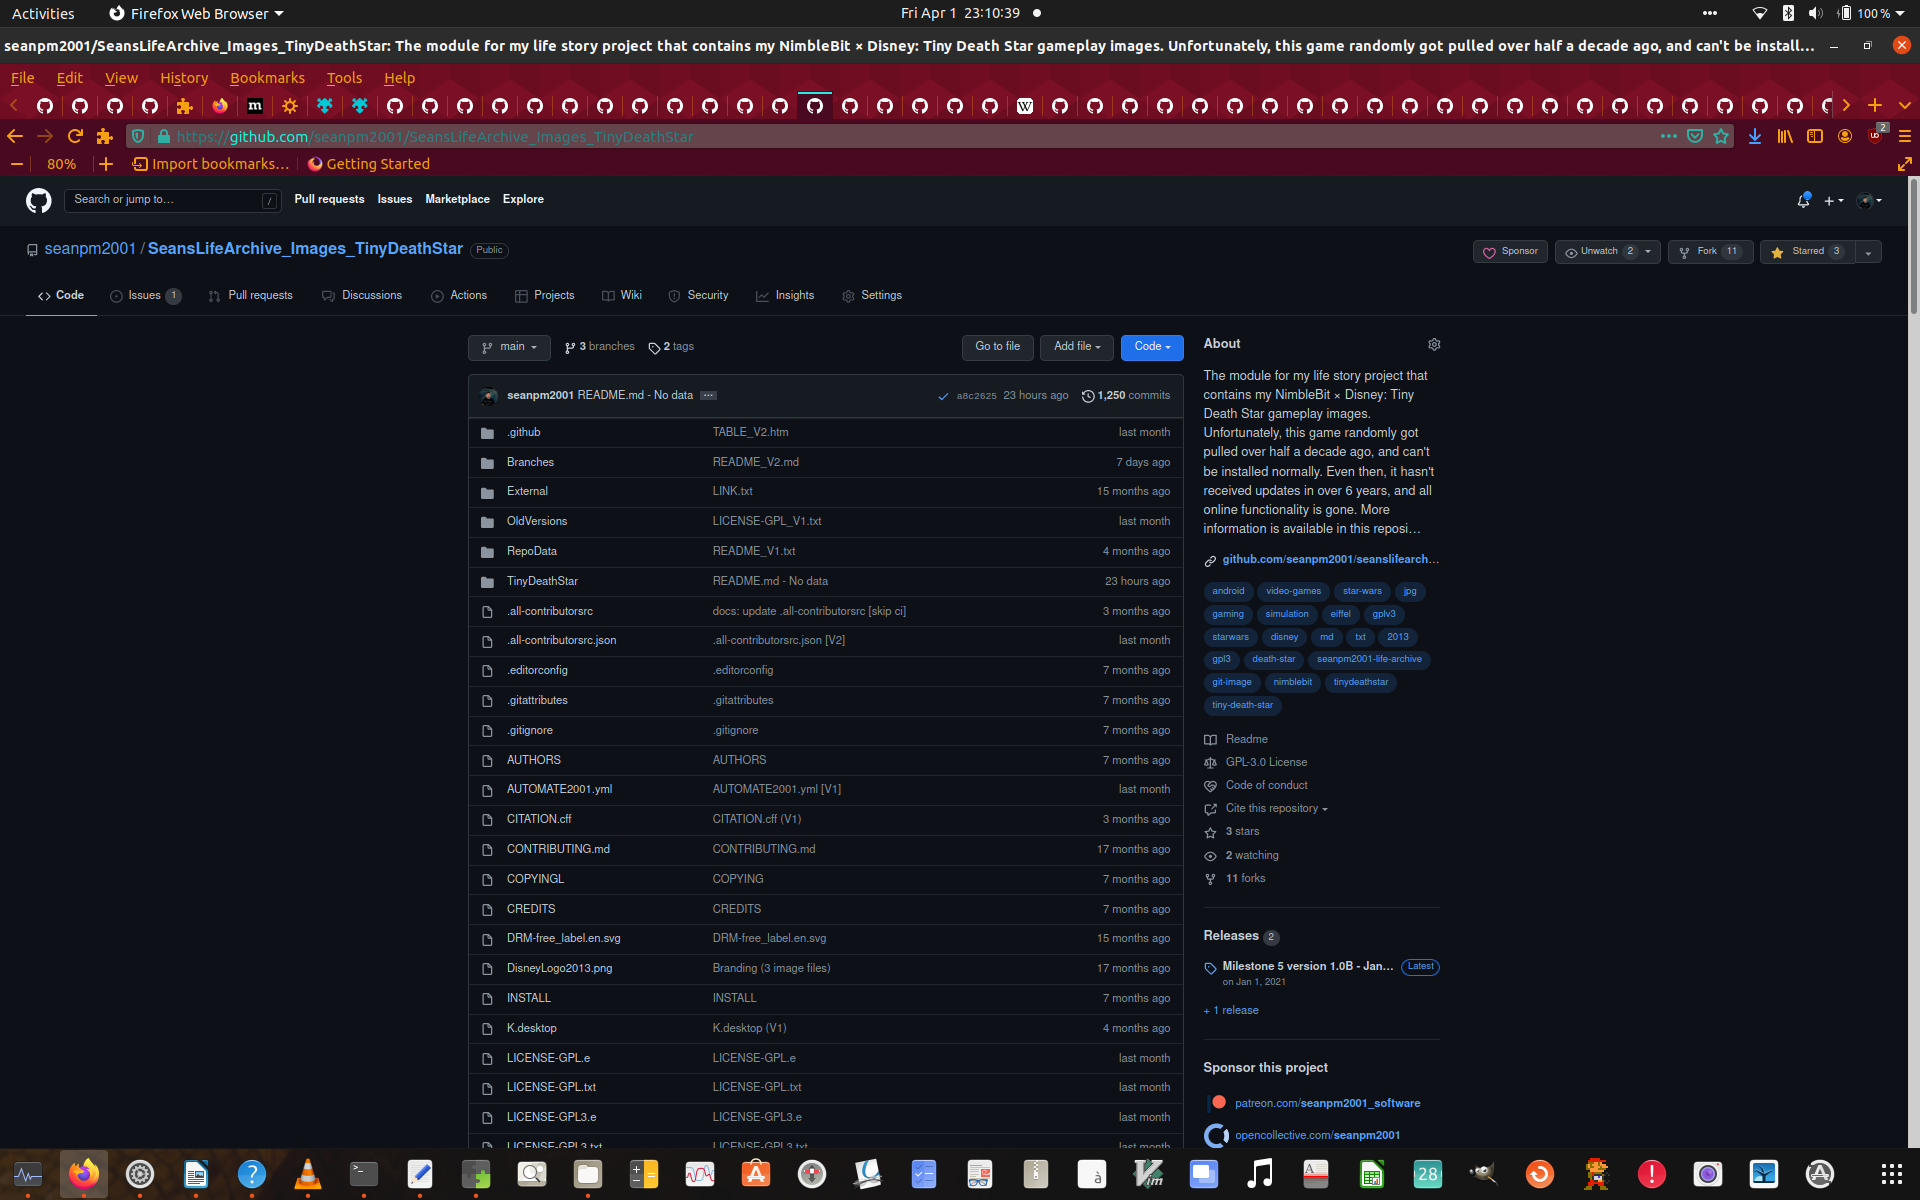 Activities
Firefox Web Browser
Fri Apr 1 23:10:39
100 %
seanpm2001/SeansLifeArchive_Images_TinyDeathStar: The module for my life story project that contains my NimbleBit × Disney: Tiny Death Star gameplay images. Unfortunately, this game randomly got pulled over half a decade ago, and can't be install…
File Edit View History Bookmarks Tools Help
https://github.com/seanpm2001/SeansLifeArchive_Images_TinyDeathStar
2
80%
Import bookmarks…
Getting Started
Search or jump to…
/
Pull requests Issues Marketplace Explore
seanpm2001 / SeansLifeArchive_Images_TinyDeathStar Public
Sponsor
Unwatch 2
Fork 11
Starred 3
Code
Issues 1
Pull requests
Discussions
Actions
Projects
Wiki
Security
Insights
Settings
main
3 branches
2 tags
Go to file
Add file
Code
seanpm2001 README.md - No data
a8c2625 23 hours ago
1,250 commits
.github TABLE_V2.htm last month
Branches README_V2.md 7 days ago
External LINK.txt 15 months ago
OldVersions LICENSE-GPL_V1.txt last month
RepoData README_V1.txt 4 months ago
TinyDeathStar README.md - No data 23 hours ago
.all-contributorsrc docs: update .all-contributorsrc [skip ci] 3 months ago
.all-contributorsrc.json .all-contributorsrc.json [V2] last month
.editorconfig .editorconfig 7 months ago
.gitattributes .gitattributes 7 months ago
.gitignore .gitignore 7 months ago
AUTHORS AUTHORS 7 months ago
AUTOMATE2001.yml AUTOMATE2001.yml [V1] last month
CITATION.cff CITATION.cff (V1) 3 months ago
CONTRIBUTING.md CONTRIBUTING.md 17 months ago
COPYINGL COPYING 7 months ago
CREDITS CREDITS 7 months ago
DRM-free_label.en.svg DRM-free_label.en.svg 15 months ago
DisneyLogo2013.png Branding (3 image files) 17 months ago
INSTALL INSTALL 7 months ago
K.desktop K.desktop (V1) 4 months ago
LICENSE-GPL.e LICENSE-GPL.e last month
LICENSE-GPL.txt LICENSE-GPL.txt last month
LICENSE-GPL3.e LICENSE-GPL3.e last month
LICENSE-GPL3.txt LICENSE-GPL3.txt last month
About
The module for my life story project that
contains my NimbleBit × Disney: Tiny
Death Star gameplay images.
Unfortunately, this game randomly got
pulled over half a decade ago, and can't
be installed normally. Even then, it hasn't
received updates in over 6 years, and all
online functionality is gone. More
information is available in this reposi…
github.com/seanpm2001/seanslifearch…
android video-games star-wars jpg
gaming simulation eiffel gplv3
starwars disney md txt 2013
gpl3 death-star seanpm2001-life-archive
git-image nimblebit tinydeathstar
tiny-death-star
Readme
GPL-3.0 License
Code of conduct
Cite this repository
3 stars
2 watching
11 forks
Releases 2
Milestone 5 version 1.0B - Jan… Latest
on Jan 1, 2021
+ 1 release
Sponsor this project
patreon.com/seanpm2001_software
opencollective.com/seanpm2001
28